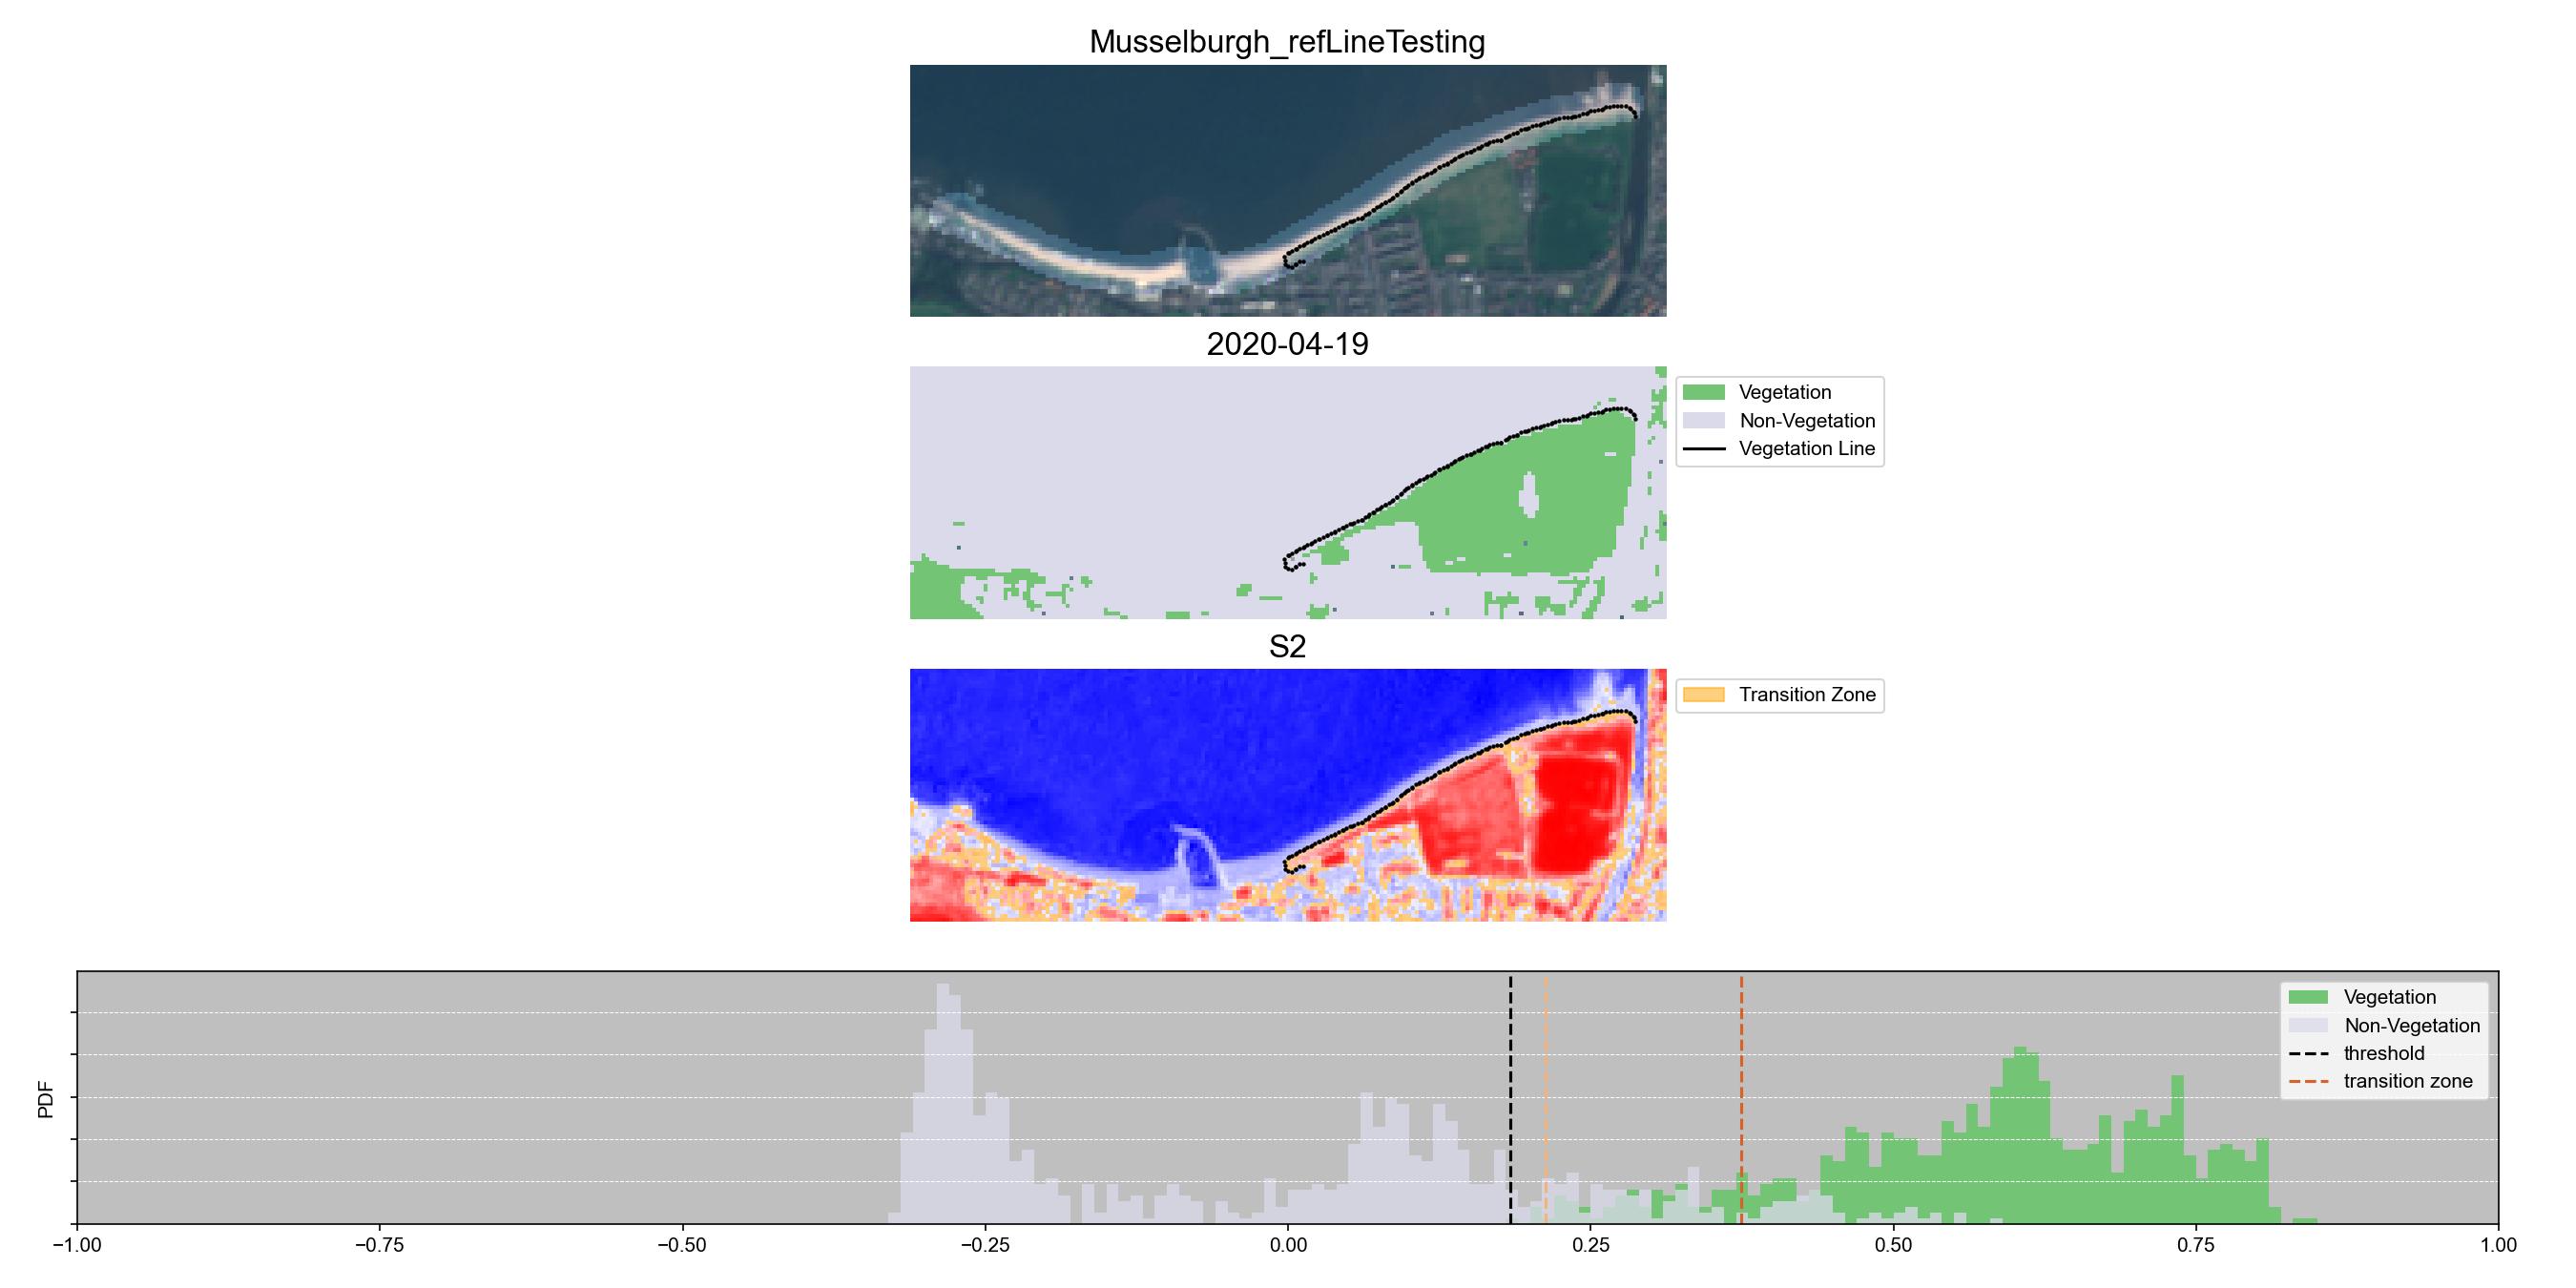 Musselburgh_refLineTesting
2020-04-19
Vegetation
Non-Vegetation
Vegetation Line
S2
Transition Zone
PDF
Vegetation
Non-Vegetation
threshold
transition zone
−1.00
−0.75
−0.50
−0.25
0.00
0.25
0.50
0.75
1.00